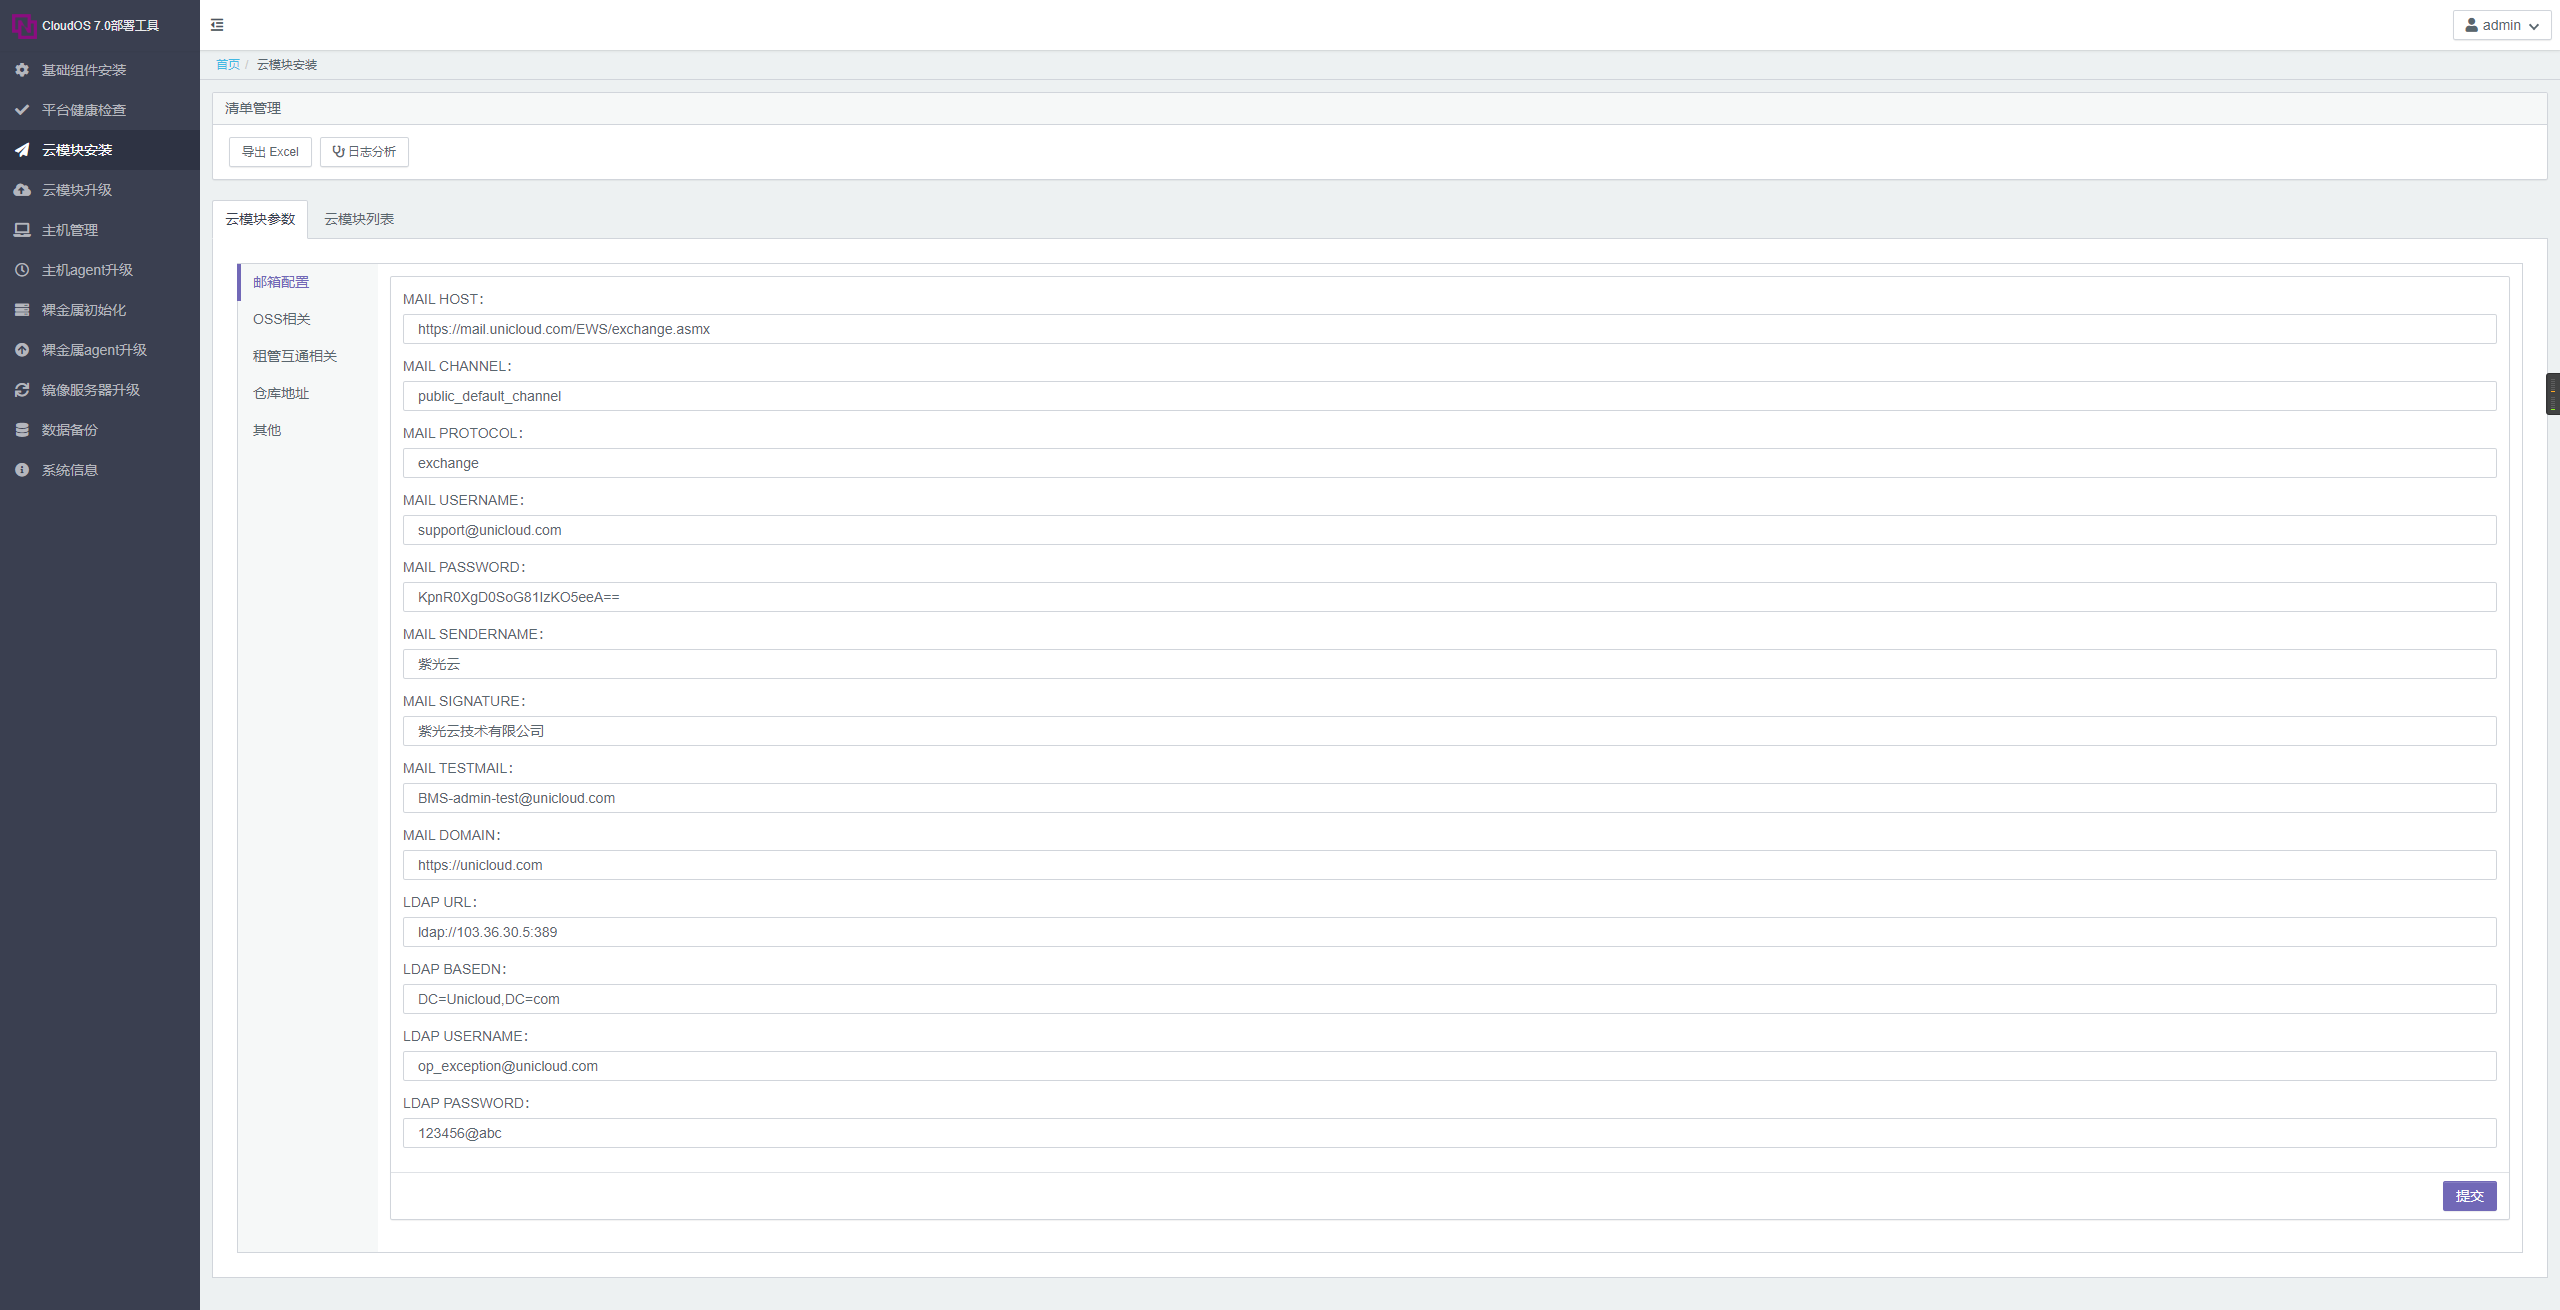 CloudOS 7.0部署工具
admin
基础组件安装
平台健康检查
云模块安装
云模块升级
主机管理
主机agent升级
裸金属初始化
裸金属agent升级
镜像服务器升级
数据备份
系统信息
首页 / 云模块安装
清单管理
导出 Excel 日志分析
云模块参数 云模块列表
邮箱配置
OSS相关
租管互通相关
仓库地址
其他
MAIL HOST：
https://mail.unicloud.com/EWS/exchange.asmx
MAIL CHANNEL：
public_default_channel
MAIL PROTOCOL：
exchange
MAIL USERNAME：
support@unicloud.com
MAIL PASSWORD：
KpnR0XgD0SoG81IzKO5eeA==
MAIL SENDERNAME：
紫光云
MAIL SIGNATURE：
紫光云技术有限公司
MAIL TESTMAIL：
BMS-admin-test@unicloud.com
MAIL DOMAIN：
https://unicloud.com
LDAP URL：
ldap://103.36.30.5:389
LDAP BASEDN：
DC=Unicloud,DC=com
LDAP USERNAME：
op_exception@unicloud.com
LDAP PASSWORD：
123456@abc
提交